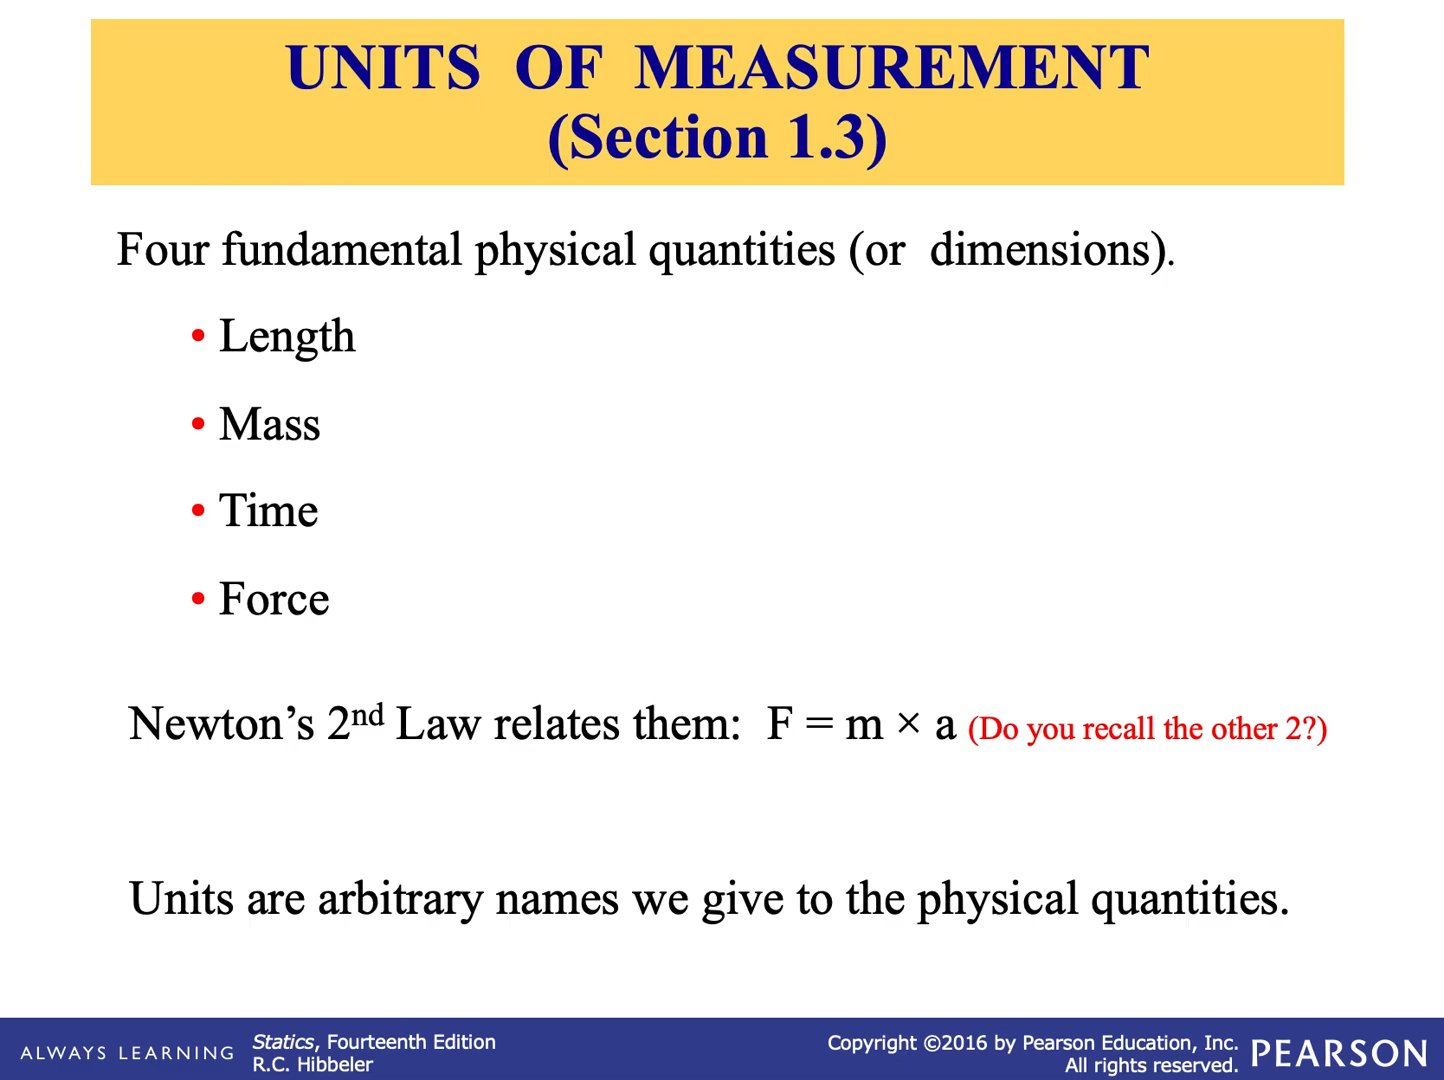 UNITS OF MEASUREMENT
(Section 1.3)
Four fundamental physical quantities (or dimensions).
• Length
• Mass
• Time
• Force
Newton’s 2nd Law relates them: F = m × a (Do you recall the other 2?)
Units are arbitrary names we give to the physical quantities.
ALWAYS LEARNING
Statics, Fourteenth Edition
R.C. Hibbeler
Copyright ©2016 by Pearson Education, Inc.
All rights reserved.
PEARSON